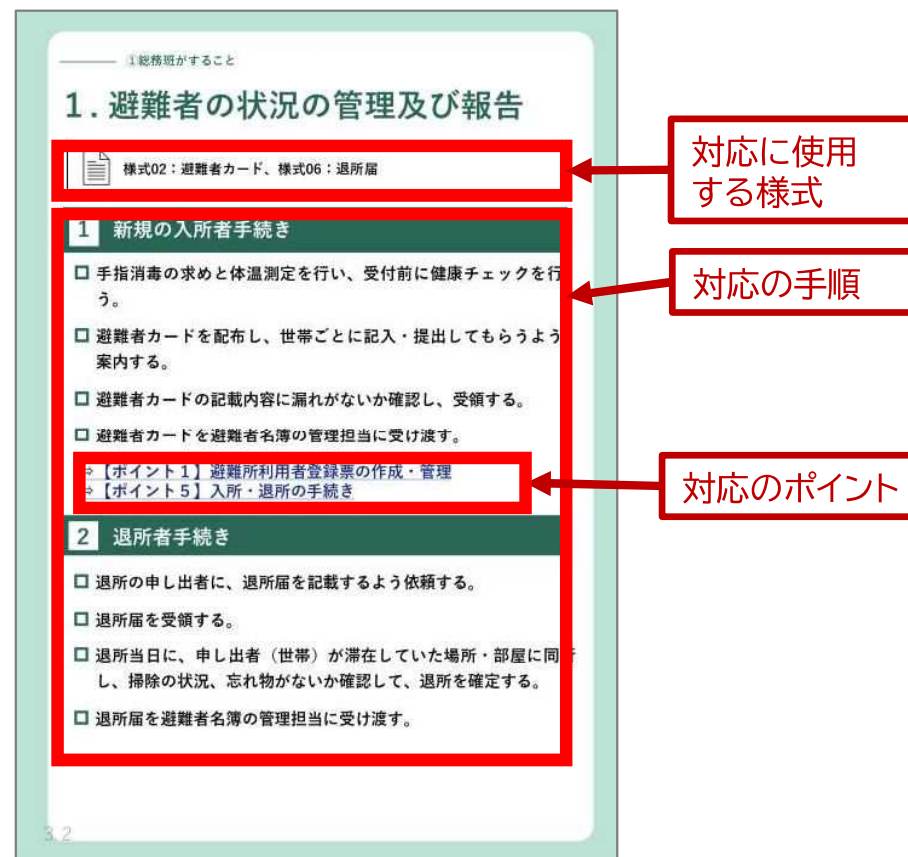 ①総務班がすること
1.避難者の状況の管理及び報告
様式02：避難者カード、様式06：退所届
対応に使用
する様式
1 新規の入所者手続き
手指消毒の求めと体温測定を行い、受付前に健康チェックを行
う。
対応の手順
避難者カードを配布し、世帯ごとに記入・提出してもらうよう
案内する。
避難者カードの記載内容に漏れがないか確認し、受領する。
避難者カードを避難者名簿の管理担当に受け渡す。
⇒【ポイント1】避難所利用者登録票の作成・管理
⇒【ポイント5】入所・退所の手続き
対応のポイント
2 退所者手続き
退所の申し出者に、退所届を記載するよう依頼する。
退所届を受領する。
退所当日に、申し出者（世帯）が滞在していた場所・部屋に同行
し、掃除の状況、忘れ物がないか確認して、退所を確定する。
退所届を避難者名簿の管理担当に受け渡す。
32